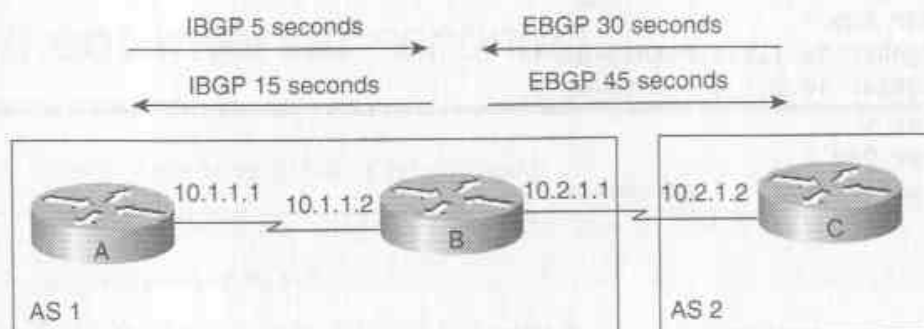 IBGP 5 seconds EBGP 30 seconds
IBGP 15 seconds EBGP 45 seconds
10.1.1.1 10.1.1.2 10.2.1.1 10.2.1.2
A B C
AS 1 AS 2